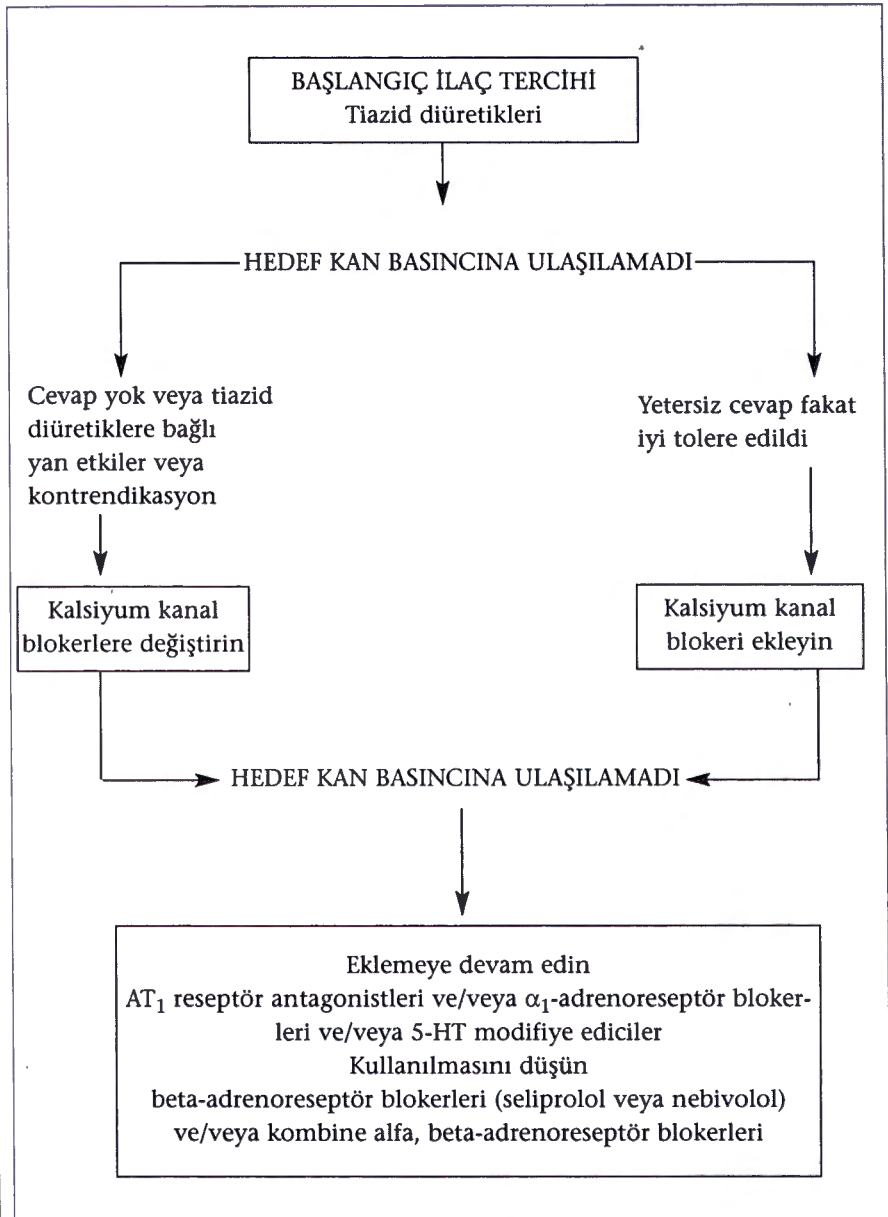 BAŞLANGIÇ İLAÇ TERCİHİ
Tiazid diüretikleri
HEDEF KAN BASINCINA ULAŞILAMADI
Cevap yok veya tiazid
diüretiklere bağlı
yan etkiler veya
kontrendikasyon
Yetersiz cevap fakat
iyi tolere edildi
Kalsiyum kanal
blokerlere değiştirin
Kalsiyum kanal
blokeri ekleyin
HEDEF KAN BASINCINA ULAŞILAMADI
Eklemeye devam edin
AT₁ reseptör antagonistleri ve/veya α₁-adrenoreseptör bloker-
leri ve/veya 5-HT modifiye ediciler
Kullanılmasını düşün
beta-adrenoreseptör blokerleri (seliprolol veya nebivolol)
ve/veya kombine alfa, beta-adrenoreseptör blokerleri